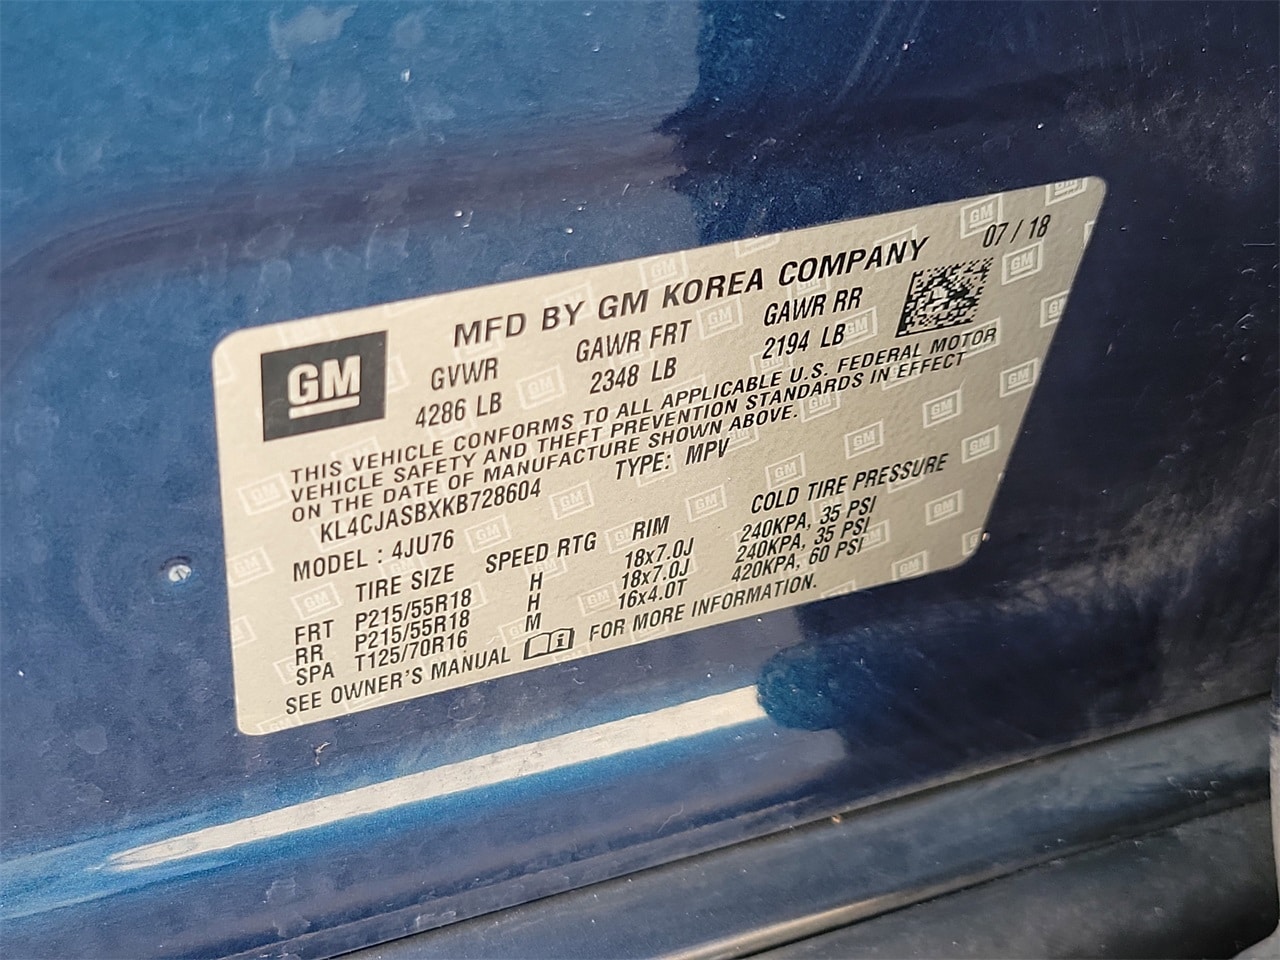 GM
MFD BY GM KOREA COMPANY 07 / 18
GVWR GAWR FRT GAWR RR
4286 LB 2348 LB 2194 LB
THIS VEHICLE CONFORMS TO ALL APPLICABLE U.S. FEDERAL MOTOR
VEHICLE SAFETY AND THEFT PREVENTION STANDARDS IN EFFECT
ON THE DATE OF MANUFACTURE SHOWN ABOVE.
KL4CJASBXKB728604 TYPE: MPV
MODEL : 4JU76
TIRE SIZE SPEED RTG RIM COLD TIRE PRESSURE
FRT P215/55R18 H 18x7.0J 240KPA, 35 PSI
RR P215/55R18 H 18x7.0J 240KPA, 35 PSI
SPA T125/70R16 M 16x4.0T 420KPA, 60 PSI
SEE OWNER'S MANUAL i FOR MORE INFORMATION.